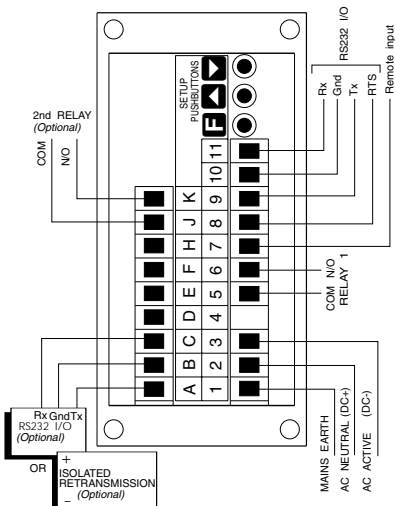 RS232 I/O
Rx
Gnd
Tx
RTS
Remote input
SETUP
PUSHBUTTONS
F
2nd RELAY
(Optional)
COM
N/O
A B C D E F H J K
1 2 3 4 5 6 7 8 9 10 11
COM N/O
RELAY 1
MAINS EARTH
AC NEUTRAL (DC+)
AC ACTIVE (DC-)
Rx Gnd Tx
RS232 I/O
(Optional)
OR
+
ISOLATED
RETRANSMISSION
(Optional)
–